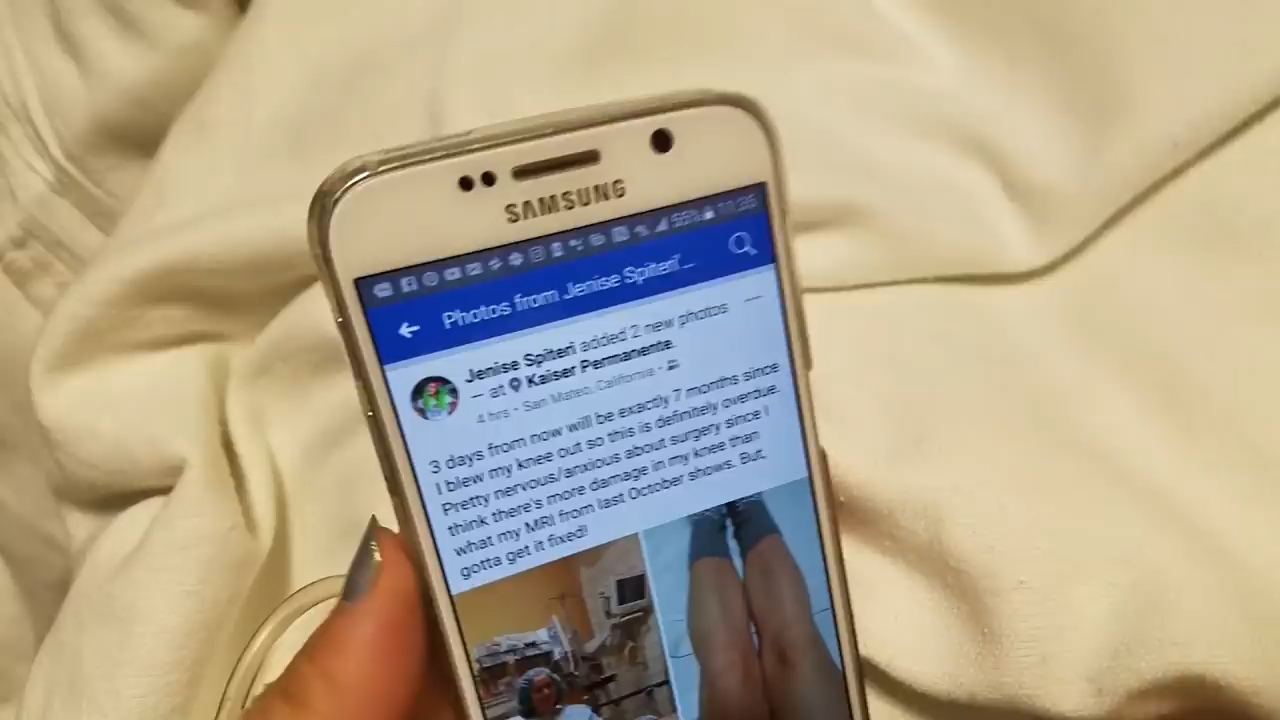 SAMSUNG
55% 11:35
Photos from Jenise Spiteri'...
Jenise Spiteri added 2 new photos
— at Kaiser Permanente.
4 hrs · San Mateo, California ·
3 days from now will be exactly 7 months since
I blew my knee out so this is definitely overdue.
Pretty nervous/anxious about surgery since I
think there's more damage in my knee than
what my MRI from last October shows. But,
gotta get it fixed!